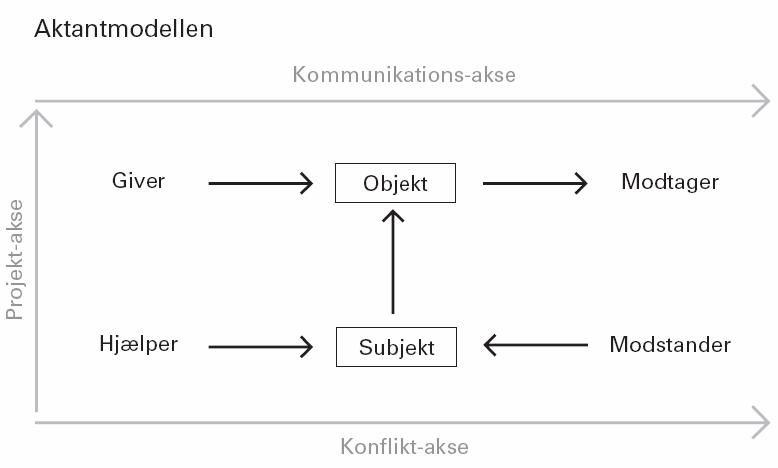 Aktantmodellen
Kommunikations-akse
Giver
Objekt
Modtager
Projekt-akse
Hjælper
Subjekt
Modstander
Konflikt-akse